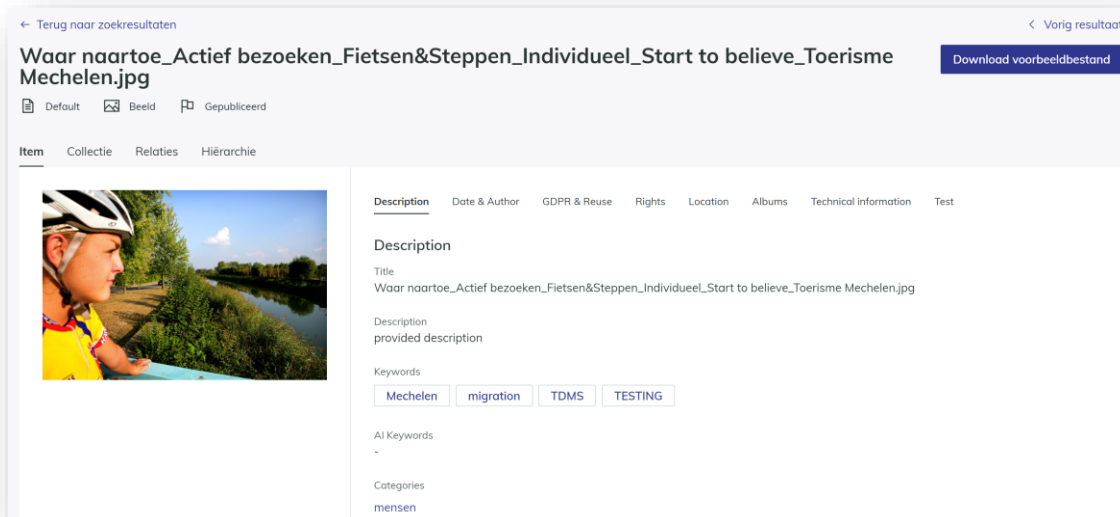 ← Terug naar zoekresultaten
Vorig resultaat
Waar naartoe_Actief bezoeken_Fietsen&Steppen_Individueel_Start to believe_Toerisme
Mechelen.jpg
Download voorbeeldbestand
Default Beeld Gepubliceerd
Item Collectie Relaties Hiërarchie
Description Date & Author GDPR & Reuse Rights Location Albums Technical information Test
Description
Title
Waar naartoe_Actief bezoeken_Fietsen&Steppen_Individueel_Start to believe_Toerisme Mechelen.jpg
Description
provided description
Keywords
Mechelen migration TDMS TESTING
AI Keywords
-
Categories
mensen